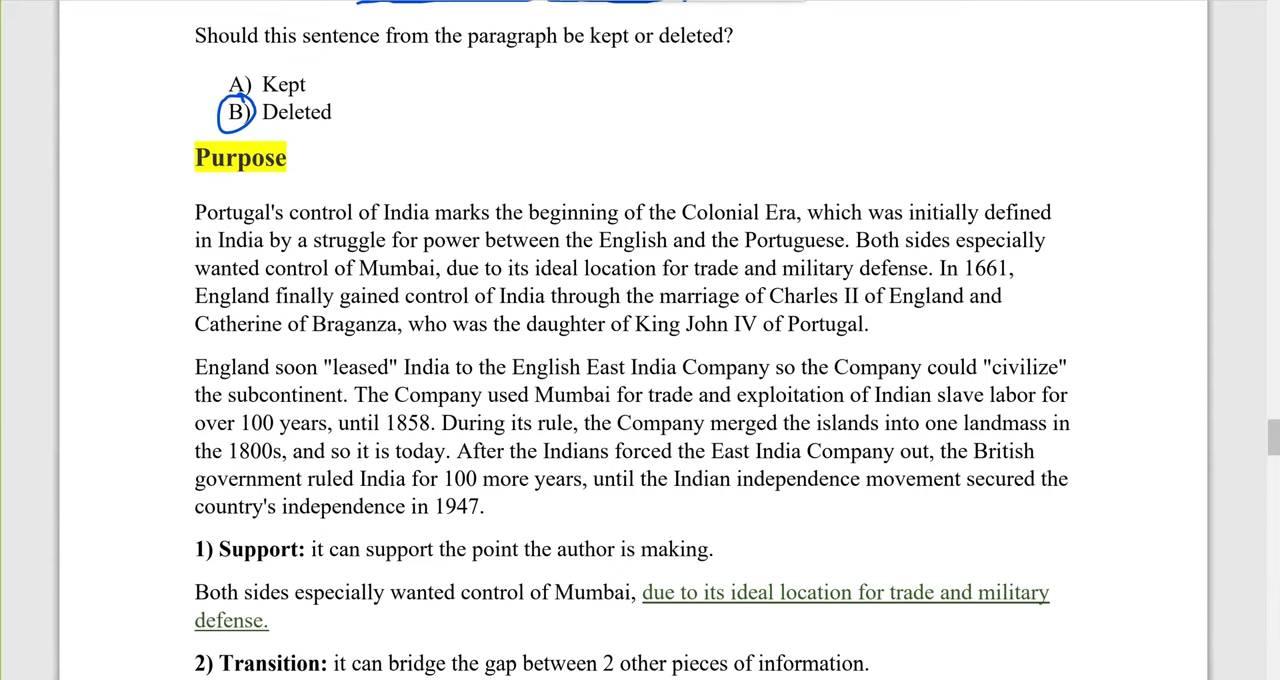 Should this sentence from the paragraph be kept or deleted?
A) Kept
B) Deleted
Purpose
Portugal's control of India marks the beginning of the Colonial Era, which was initially defined
in India by a struggle for power between the English and the Portuguese. Both sides especially
wanted control of Mumbai, due to its ideal location for trade and military defense. In 1661,
England finally gained control of India through the marriage of Charles II of England and
Catherine of Braganza, who was the daughter of King John IV of Portugal.
England soon "leased" India to the English East India Company so the Company could "civilize"
the subcontinent. The Company used Mumbai for trade and exploitation of Indian slave labor for
over 100 years, until 1858. During its rule, the Company merged the islands into one landmass in
the 1800s, and so it is today. After the Indians forced the East India Company out, the British
government ruled India for 100 more years, until the Indian independence movement secured the
country's independence in 1947.
1) Support: it can support the point the author is making.
Both sides especially wanted control of Mumbai, due to its ideal location for trade and military
defense.
2) Transition: it can bridge the gap between 2 other pieces of information.